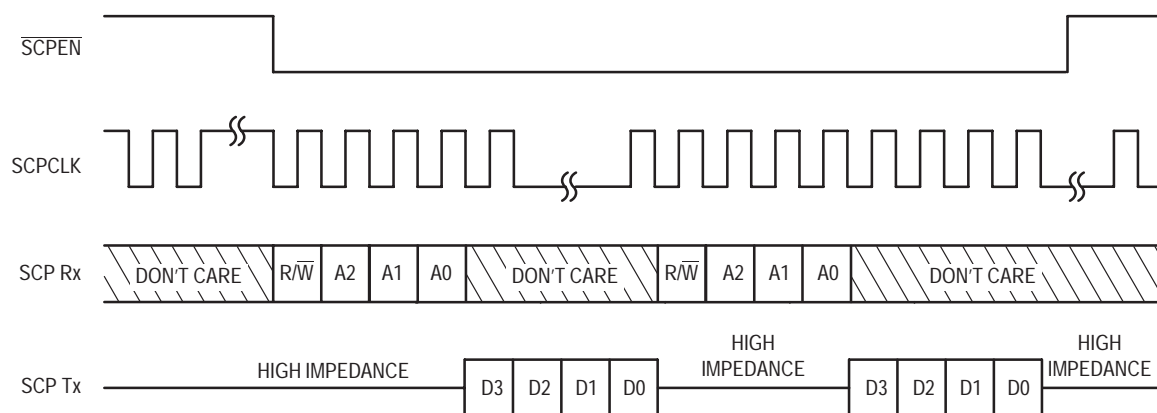 S̅C̅P̅E̅N̅
SCPCLK
SCP Rx
DON'T CARE
R/W̅
A2
A1
A0
DON'T CARE
R/W̅
A2
A1
A0
DON'T CARE
SCP Tx
HIGH IMPEDANCE
D3
D2
D1
D0
HIGH
IMPEDANCE
D3
D2
D1
D0
HIGH
IMPEDANCE